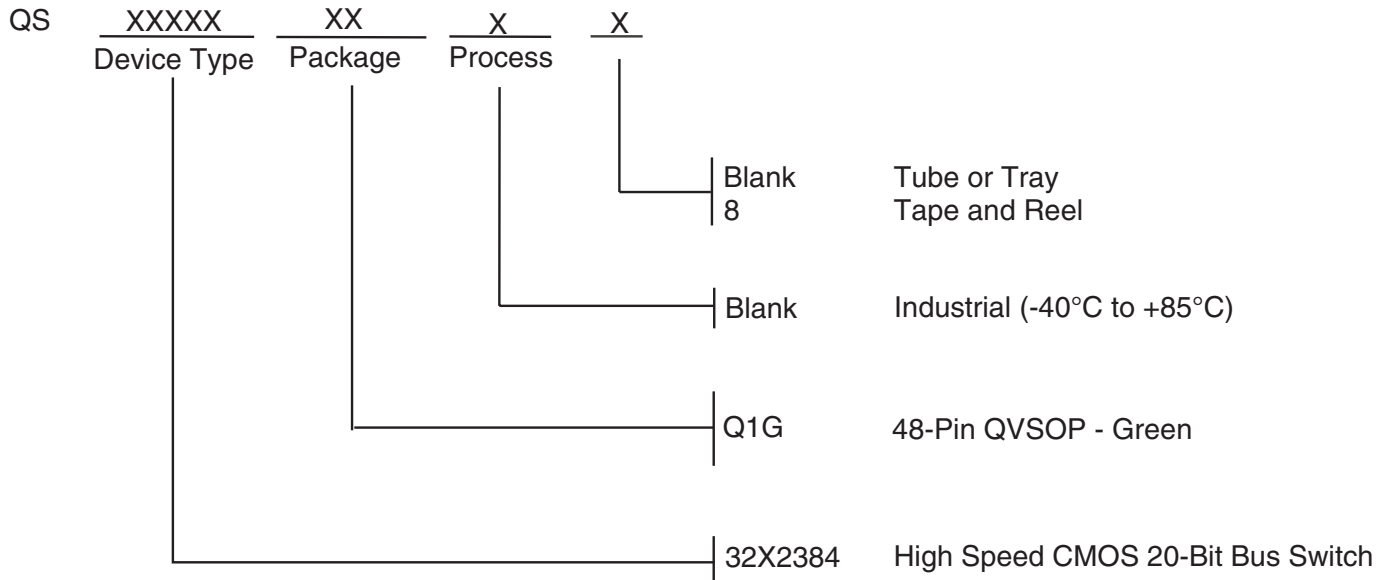 QS XXXXX XX X X
Device Type Package Process
Blank Tube or Tray
8 Tape and Reel
Blank Industrial (-40°C to +85°C)
Q1G 48-Pin QVSOP - Green
32X2384 High Speed CMOS 20-Bit Bus Switch